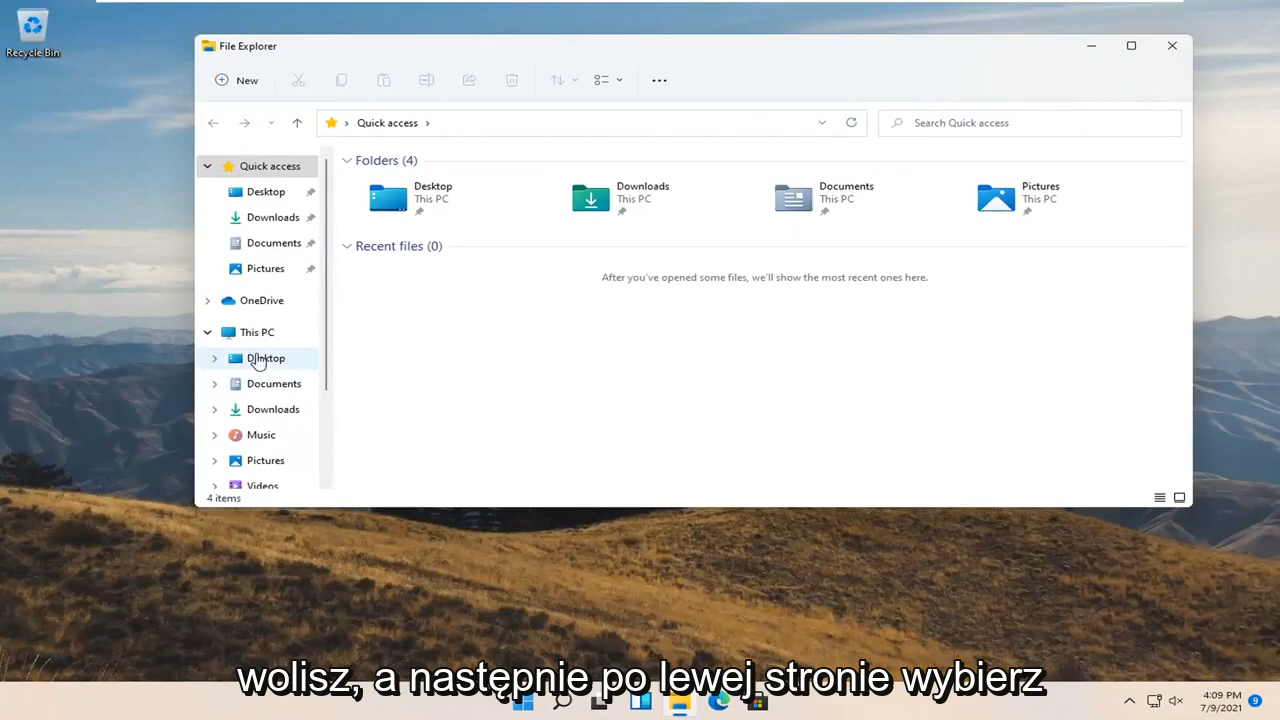 Recycle Bin
File Explorer
New
Quick access
Search Quick access
Quick access
Desktop
Downloads
Documents
Pictures
OneDrive
This PC
Desktop
Documents
Downloads
Music
Pictures
Videos
Folders (4)
Desktop
This PC
Downloads
This PC
Documents
This PC
Pictures
This PC
Recent files (0)
After you've opened some files, we'll show the most recent ones here.
4 items
wolisz, a następnie po lewej stronie wybierz
4:09 PM
7/9/2021
9